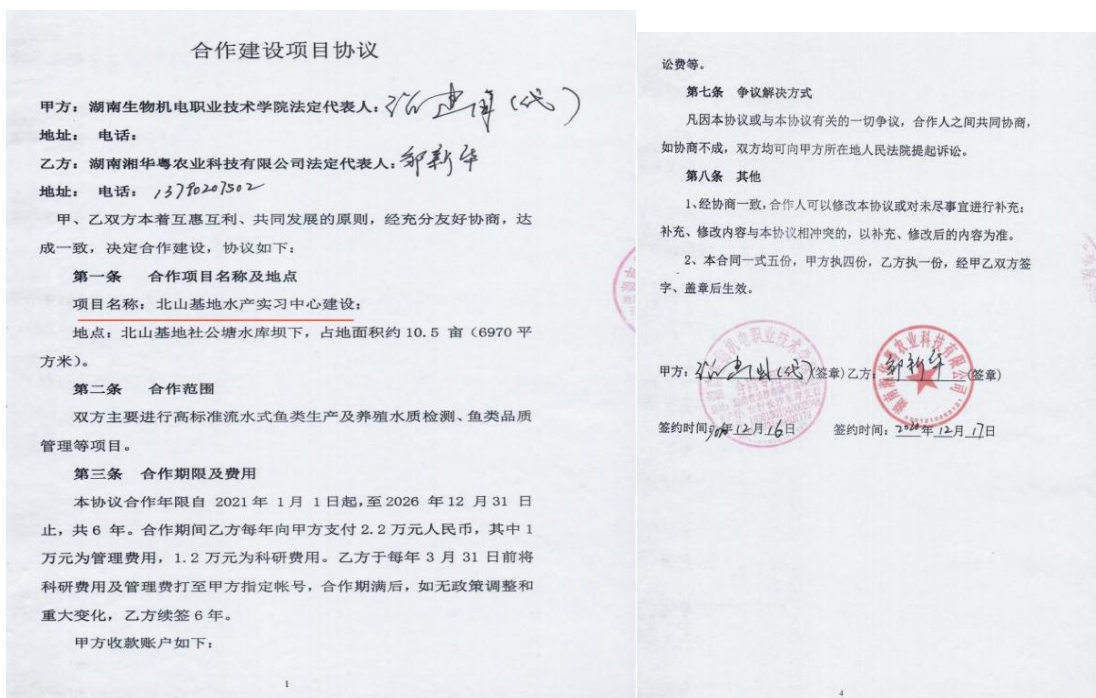 合作建设项目协议
甲方：湖南生物机电职业技术学院法定代表人：（代）
地址： 电话：
乙方：湖南湘华粤农业科技有限公司法定代表人：邹新华
地址： 电话：13790207502
甲、乙双方本着互惠互利、共同发展的原则，经充分友好协商，达
成一致，决定合作建设，协议如下：
第一条 合作项目名称及地点
项目名称：北山基地水产实习中心建设；
地点：北山基地社公塘水库坝下，占地面积约10.5 亩（6970 平
方米）。
第二条 合作范围
双方主要进行高标准流水式鱼类生产及养殖水质检测、鱼类品质
管理等项目。
第三条 合作期限及费用
本协议合作年限自 2021 年 1 月 1 日起，至 2026 年 12 月 31 日
止，共 6 年。合作期间乙方每年向甲方支付 2.2 万元人民币，其中 1
万元为管理费用，1.2 万元为科研费用。乙方于每年 3 月 31 日前将
科研费用及管理费打至甲方指定帐号，合作期满后，如无政策调整和
重大变化，乙方续签 6 年。
甲方收款账户如下：
1
讼费等。
第七条 争议解决方式
凡因本协议或与本协议有关的一切争议，合作人之间共同协商，
如协商不成，双方均可向甲方所在地人民法院提起诉讼。
第八条 其他
1、经协商一致，合作人可以修改本协议或对未尽事宜进行补充；
补充、修改内容与本协议相冲突的，以补充、修改后的内容为准。
2、本合同一式五份，甲方执四份，乙方执一份，经甲乙双方签
字、盖章后生效。
甲方：（代）（签章）乙方：邹新华（签章）
签约时间：年12月16日 签约时间：2020年12月17日
4